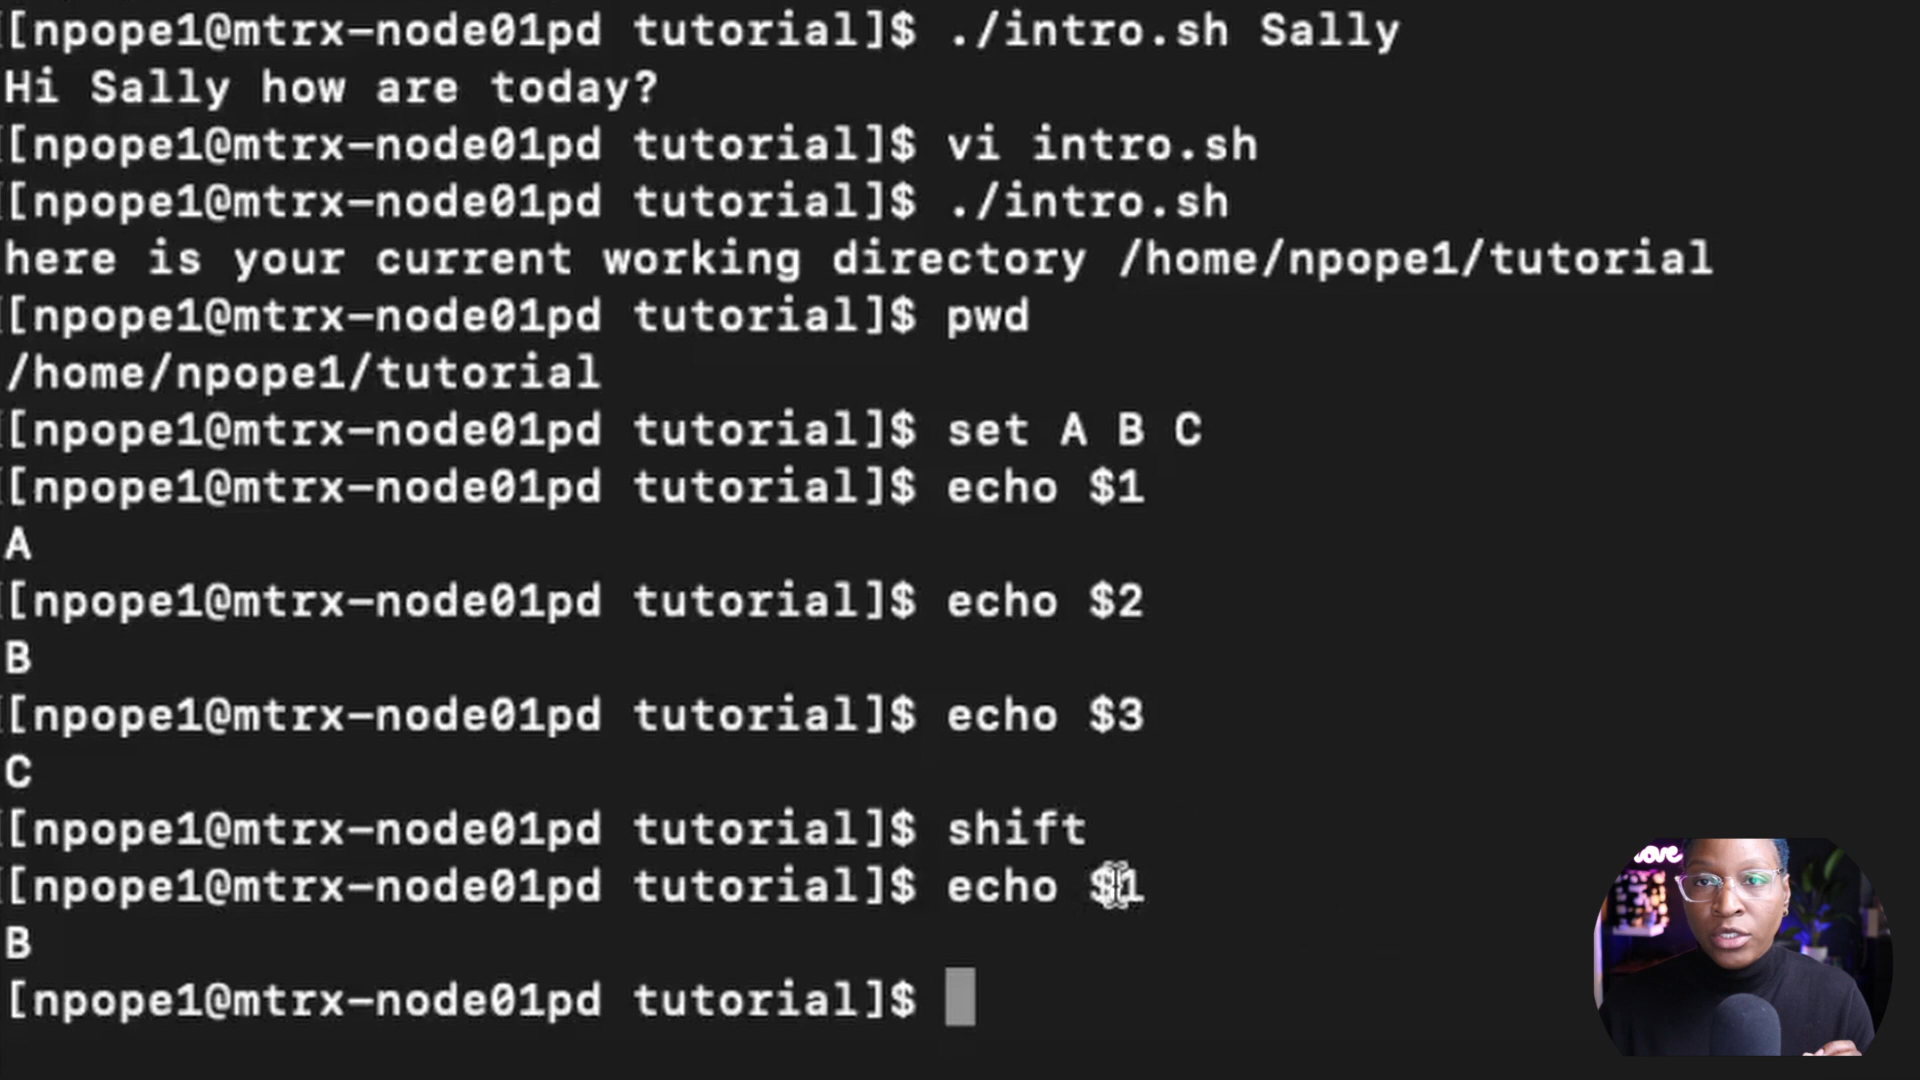 [npope1@mtrx-node01pd tutorial]$ ./intro.sh Sally
Hi Sally how are today?
[npope1@mtrx-node01pd tutorial]$ vi intro.sh
[npope1@mtrx-node01pd tutorial]$ ./intro.sh
here is your current working directory /home/npope1/tutorial
[npope1@mtrx-node01pd tutorial]$ pwd
/home/npope1/tutorial
[npope1@mtrx-node01pd tutorial]$ set A B C
[npope1@mtrx-node01pd tutorial]$ echo $1
A
[npope1@mtrx-node01pd tutorial]$ echo $2
B
[npope1@mtrx-node01pd tutorial]$ echo $3
C
[npope1@mtrx-node01pd tutorial]$ shift
[npope1@mtrx-node01pd tutorial]$ echo $1
B
[npope1@mtrx-node01pd tutorial]$